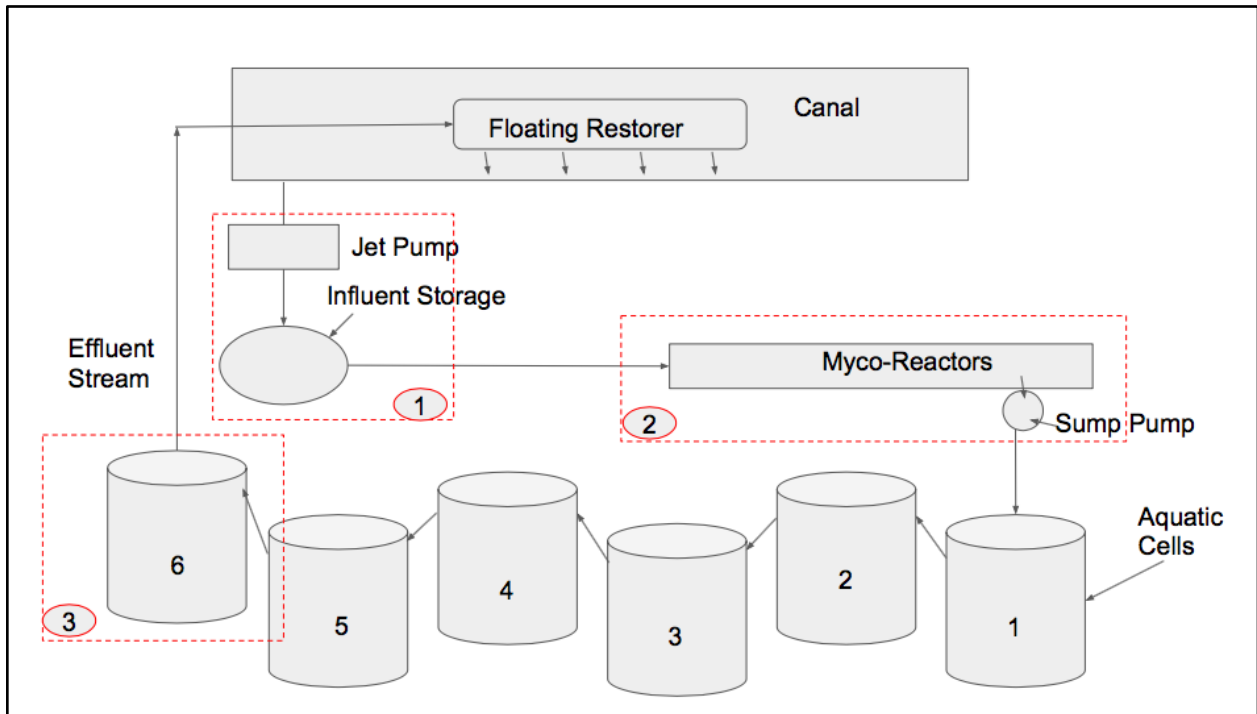 Canal
Floating Restorer
Jet Pump
Influent Storage
Effluent
Stream
1
Myco-Reactors
2
Sump Pump
Aquatic
Cells
6
5
4
3
2
1
3